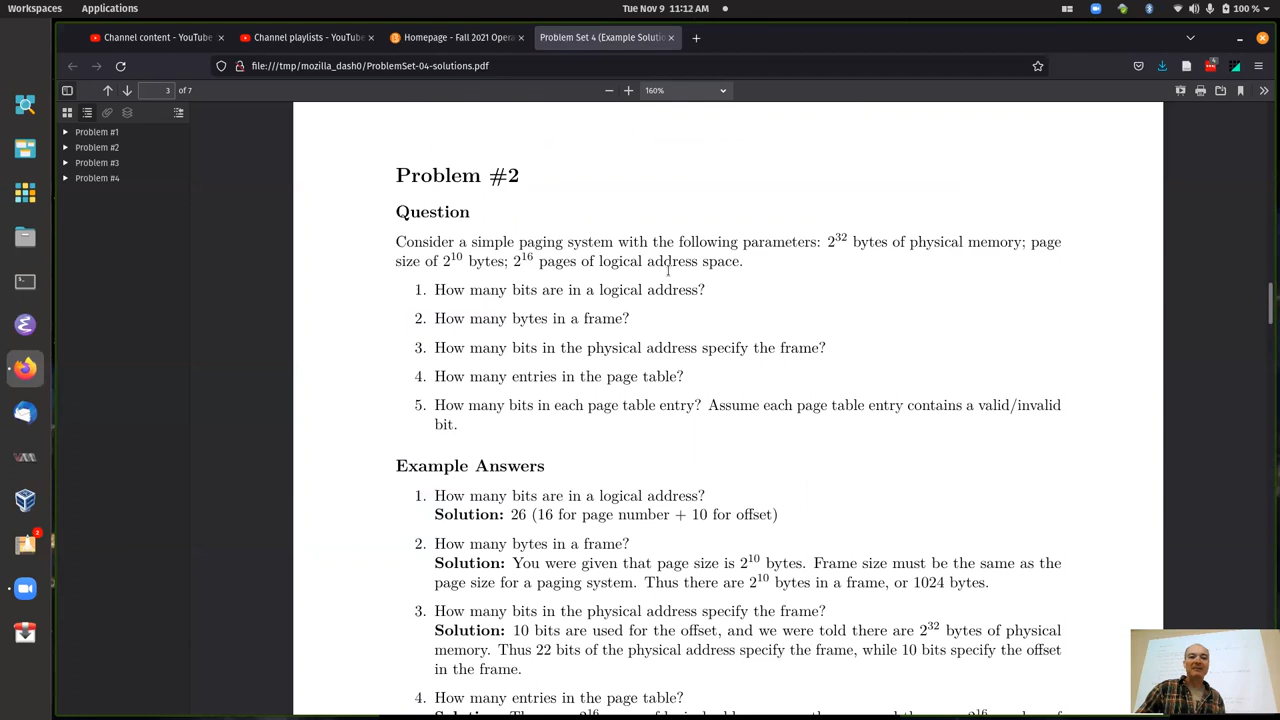 Workspaces Applications Tue Nov 9 11:12 AM 100 %
Channel content - YouTube × Channel playlists - YouTube × Homepage - Fall 2021 Opera × Problem Set 4 (Example Solutio × +
file:///tmp/mozilla_dash0/ProblemSet-04-solutions.pdf
3 of 7 160%
Problem #1
Problem #2
Problem #3
Problem #4
Problem #2
Question
Consider a simple paging system with the following parameters: 2^32 bytes of physical memory; page
size of 2^10 bytes; 2^16 pages of logical address space.
1. How many bits are in a logical address?
2. How many bytes in a frame?
3. How many bits in the physical address specify the frame?
4. How many entries in the page table?
5. How many bits in each page table entry? Assume each page table entry contains a valid/invalid
bit.
Example Answers
1. How many bits are in a logical address?
Solution: 26 (16 for page number + 10 for offset)
2. How many bytes in a frame?
Solution: You were given that page size is 2^10 bytes. Frame size must be the same as the
page size for a paging system. Thus there are 2^10 bytes in a frame, or 1024 bytes.
3. How many bits in the physical address specify the frame?
Solution: 10 bits are used for the offset, and we were told there are 2^32 bytes of physical
memory. Thus 22 bits of the physical address specify the frame, while 10 bits specify the offset
in the frame.
4. How many entries in the page table?